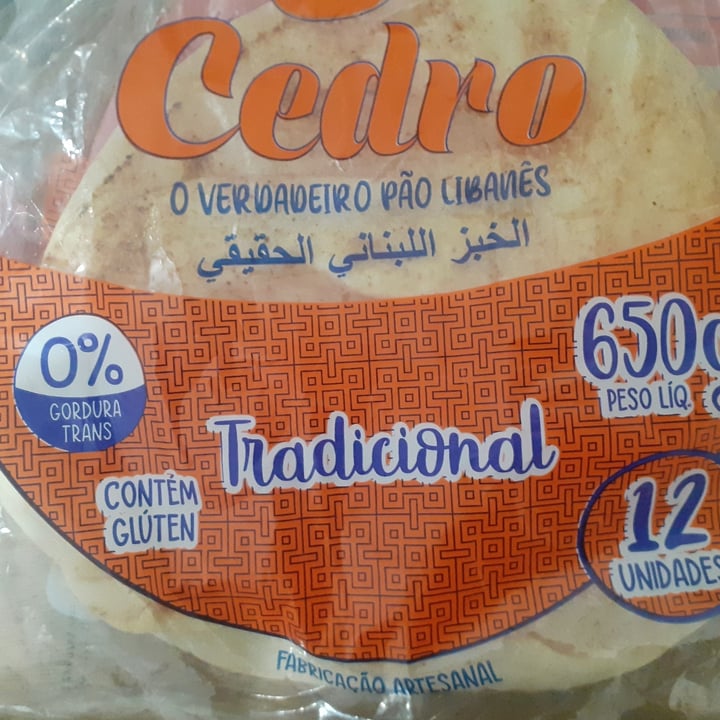 Cedro
O VERDADEIRO PÃO LIBANÊS
الخبز اللبناني الحقيقي
0%
GORDURA
TRANS
650g
PESO LÍQ.
Tradicional
CONTÉM
GLÚTEN
12
UNIDADES
FABRICAÇÃO ARTESANAL